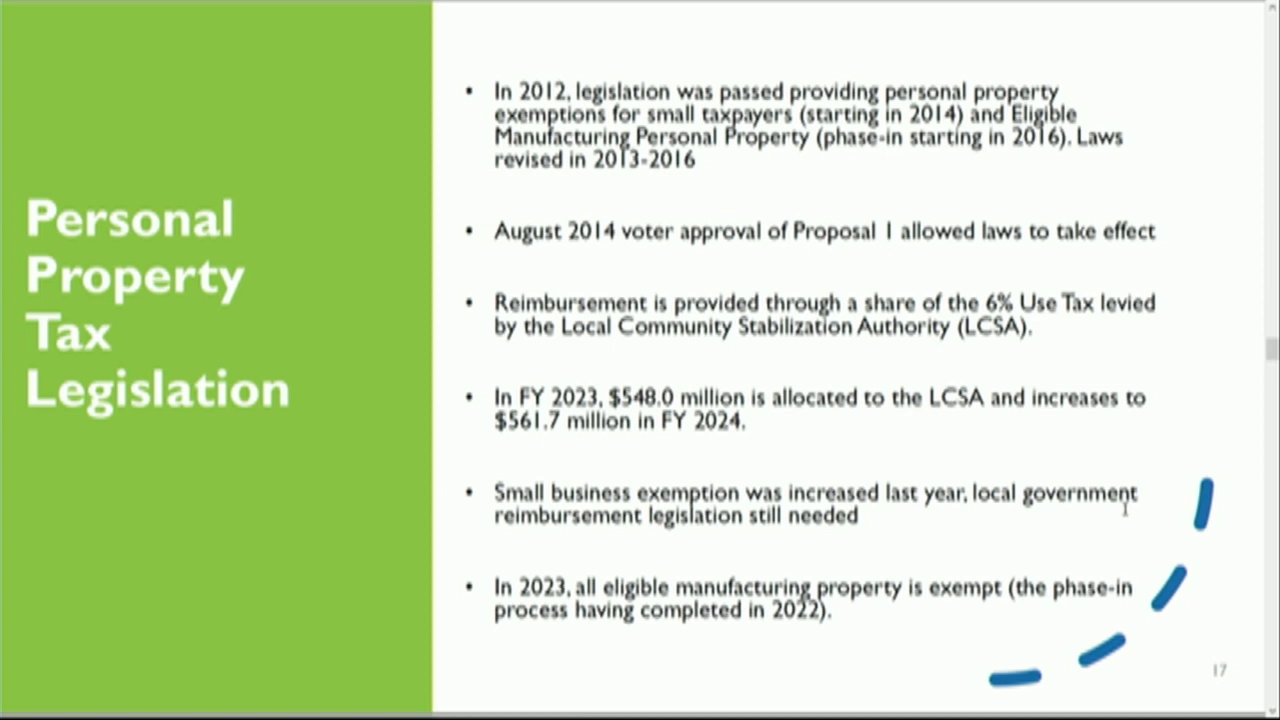 Personal
Property
Tax
Legislation
• In 2012, legislation was passed providing personal property
exemptions for small taxpayers (starting in 2014) and Eligible
Manufacturing Personal Property (phase-in starting in 2016). Laws
revised in 2013-2016
• August 2014 voter approval of Proposal 1 allowed laws to take effect
• Reimbursement is provided through a share of the 6% Use Tax levied
by the Local Community Stabilization Authority (LCSA).
• In FY 2023, $548.0 million is allocated to the LCSA and increases to
$561.7 million in FY 2024.
• Small business exemption was increased last year, local government
reimbursement legislation still needed
• In 2023, all eligible manufacturing property is exempt (the phase-in
process having completed in 2022).
17